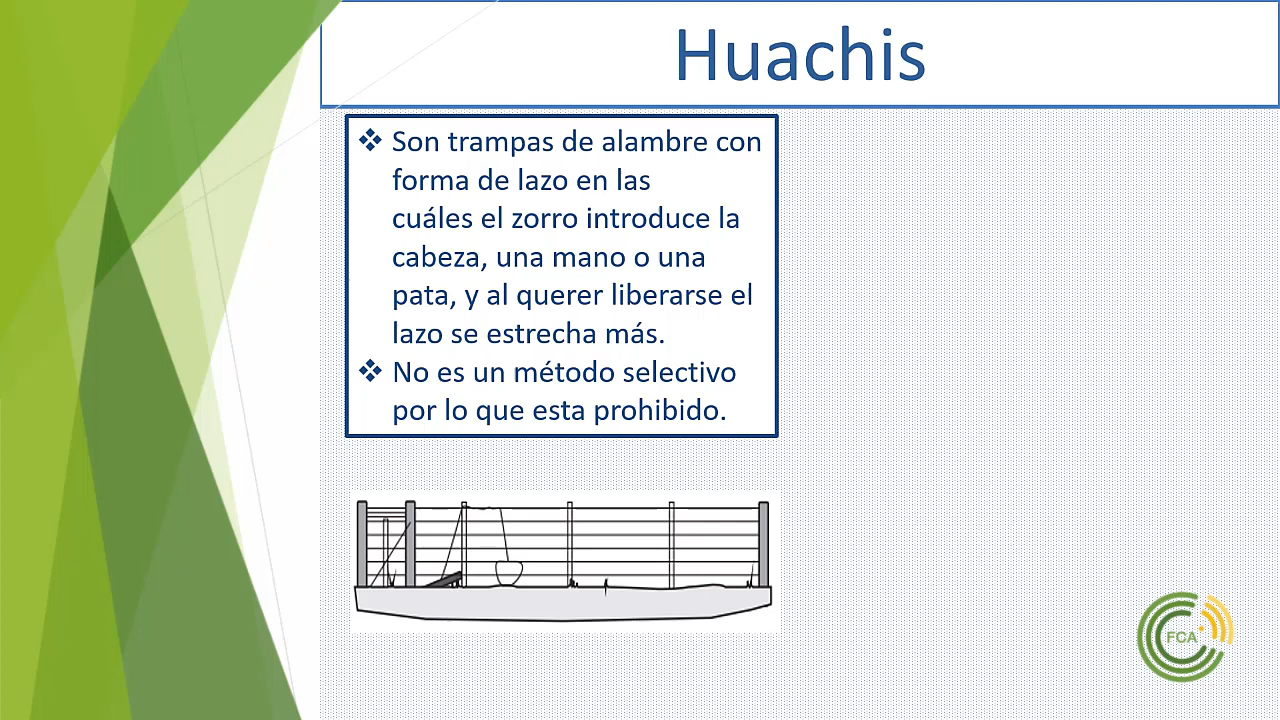 Huachis
❖ Son trampas de alambre con
forma de lazo en las
cuáles el zorro introduce la
cabeza, una mano o una
pata, y al querer liberarse el
lazo se estrecha más.
❖ No es un método selectivo
por lo que esta prohibido.
FCA